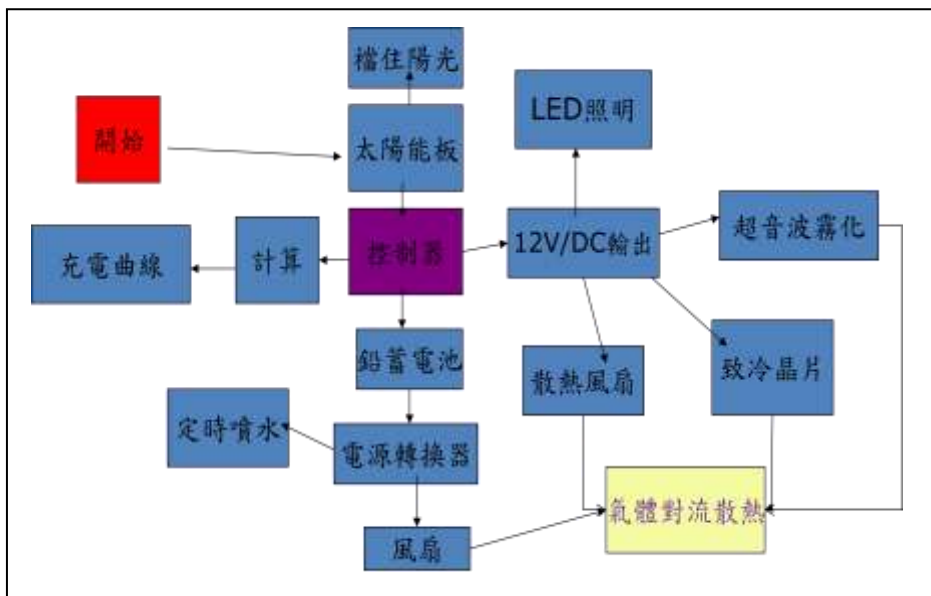 檔住陽光
LED照明
開始
太陽能板
超音波霧化
控制器
12V/DC輸出
充電曲線
計算
鉛蓄電池
散熱風扇
致冷晶片
定時噴水
電源轉換器
氣體對流散熱
風扇